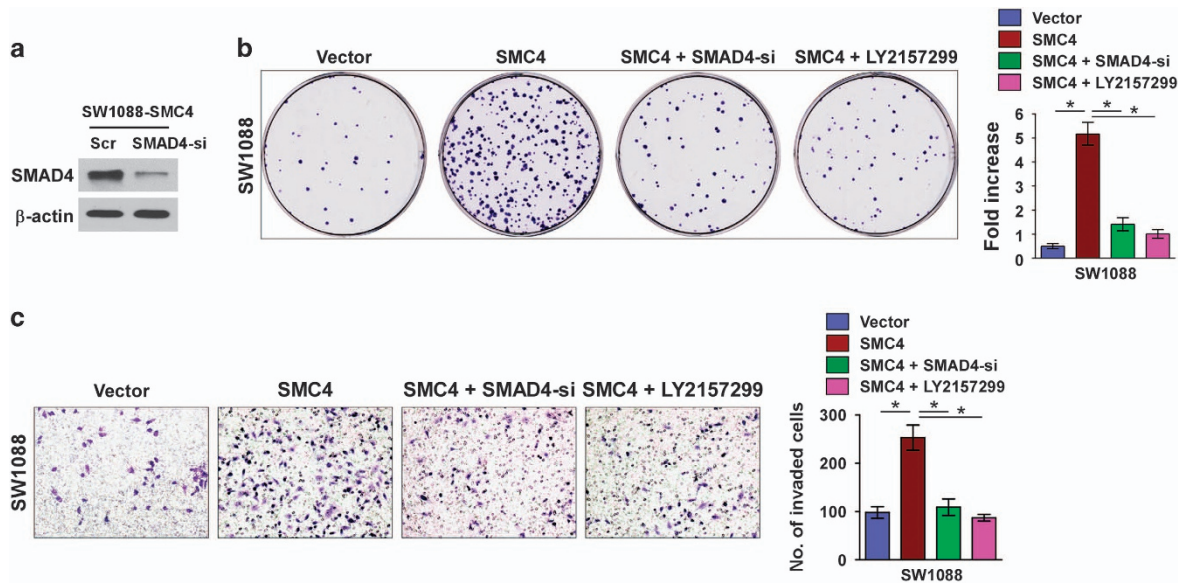 a
SW1088-SMC4
Scr SMAD4-si
SMAD4
β-actin
b
Vector SMC4 SMC4 + SMAD4-si SMC4 + LY2157299
SW1088
Vector
SMC4
SMC4 + SMAD4-si
SMC4 + LY2157299
* * *
Fold increase
6
5
4
3
2
1
0
SW1088
c
Vector SMC4 SMC4 + SMAD4-si SMC4 + LY2157299
SW1088
Vector
SMC4
SMC4 + SMAD4-si
SMC4 + LY2157299
* * *
No. of invaded cells
300
200
100
0
SW1088